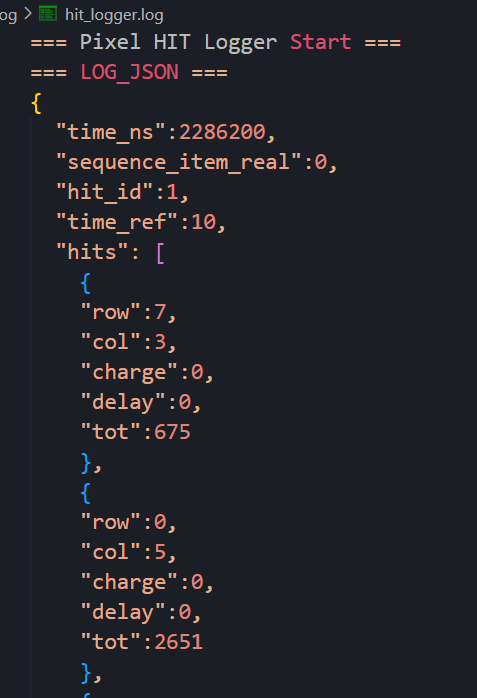 og > hit_logger.log
=== Pixel HIT Logger Start ===
=== LOG_JSON ===
{
"time_ns":2286200,
"sequence_item_real":0,
"hit_id":1,
"time_ref":10,
"hits": [
{
"row":7,
"col":3,
"charge":0,
"delay":0,
"tot":675
},
{
"row":0,
"col":5,
"charge":0,
"delay":0,
"tot":2651
},